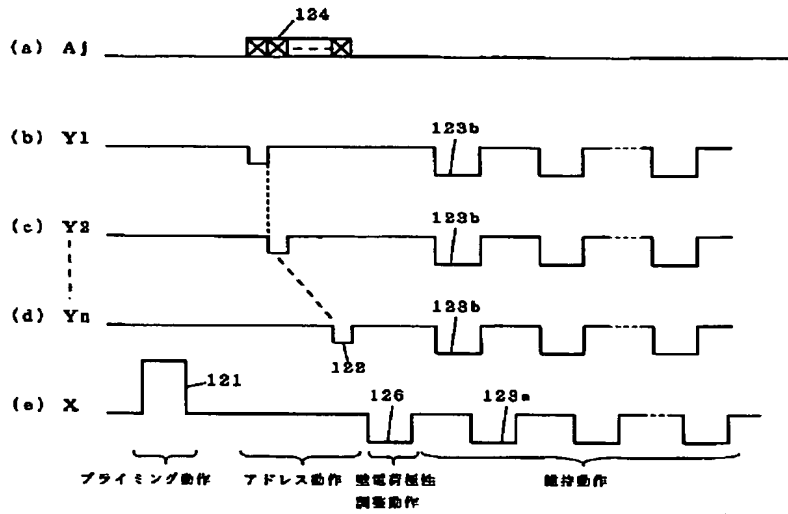 124
(a) Aj
(b) Y1
123b
(c) Y2
123b
(d) Yn
123b
122
(e) X
121
126
123a
プライミング動作
アドレス動作
壁電荷極性
調整動作
維持動作